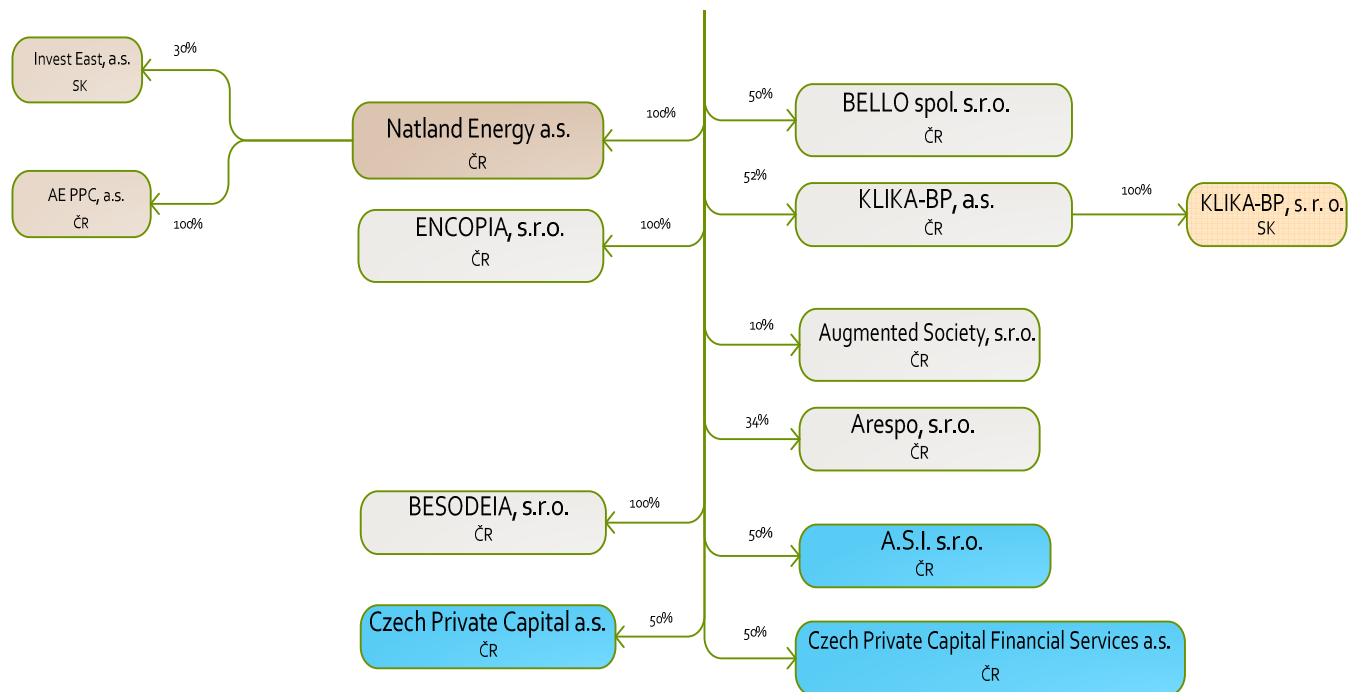 30%
Invest East, a.s.
SK
50%
BELLO spol. s.r.o.
ČR
100%
Natland Energy a.s.
ČR
52%
KLIKA-BP, a.s.
ČR
100%
KLIKA-BP, s. r. o.
SK
AE PPC, a.s.
ČR
100%
100%
ENCOPIA, s.r.o.
ČR
10%
Augmented Society, s.r.o.
ČR
34%
Arespo, s.r.o.
ČR
100%
BESODEIA, s.r.o.
ČR
50%
A.S.I. s.r.o.
ČR
50%
Czech Private Capital a.s.
ČR
50%
Czech Private Capital Financial Services a.s.
ČR